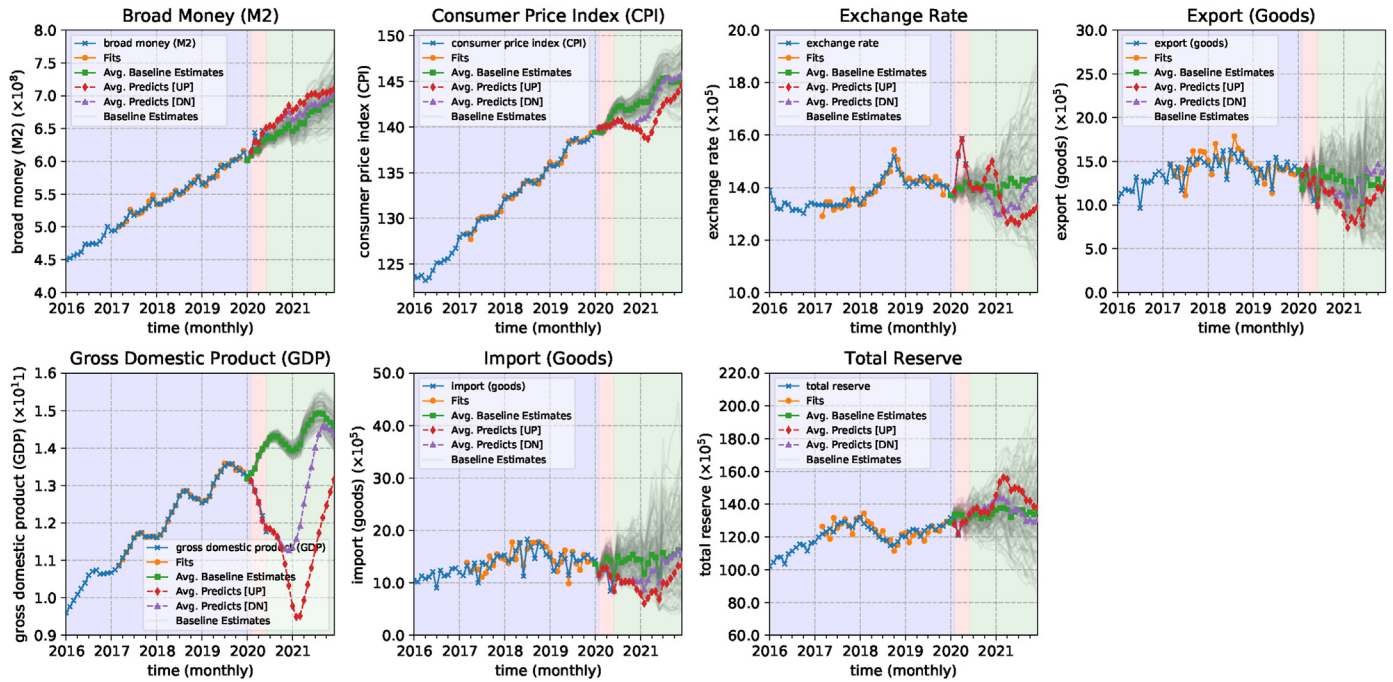 Broad Money (M2)
broad money (M2) (×10⁸)
8.0
7.0
6.5
6.0
5.5
5.0
4.5
4.0
broad money (M2)
Fits
Avg. Baseline Estimates
Avg. Predicts [UP]
Avg. Predicts [DN]
Baseline Estimates
2016 2017 2018 2019 2020 2021
time (monthly)
Consumer Price Index (CPI)
consumer price index (CPI)
150
145
140
135
130
125
consumer price index (CPI)
Fits
Avg. Baseline Estimates
Avg. Predicts [UP]
Avg. Predicts [DN]
Baseline Estimates
2016 2017 2018 2019 2020 2021
time (monthly)
Exchange Rate
exchange rate (×10⁵)
20.0
18.0
16.0
14.0
12.0
10.0
exchange rate
Fits
Avg. Baseline Estimates
Avg. Predicts [UP]
Avg. Predicts [DN]
Baseline Estimates
2016 2017 2018 2019 2020 2021
time (monthly)
Export (Goods)
export (goods) (×10⁵)
30.0
25.0
20.0
15.0
10.0
5.0
0.0
export (goods)
Fits
Avg. Baseline Estimates
Avg. Predicts [UP]
Avg. Predicts [DN]
Baseline Estimates
2016 2017 2018 2019 2020 2021
time (monthly)
Gross Domestic Product (GDP)
gross domestic product (GDP) (×10¹1)
1.6
1.5
1.4
1.3
1.2
1.1
1.0
0.9
gross domestic product (GDP)
Fits
Avg. Baseline Estimates
Avg. Predicts [UP]
Avg. Predicts [DN]
Baseline Estimates
2016 2017 2018 2019 2020 2021
time (monthly)
Import (Goods)
import (goods) (×10⁵)
50.0
40.0
30.0
20.0
10.0
0.0
import (goods)
Fits
Avg. Baseline Estimates
Avg. Predicts [UP]
Avg. Predicts [DN]
Baseline Estimates
2016 2017 2018 2019 2020 2021
time (monthly)
Total Reserve
total reserve (×10⁵)
220.0
200.0
180.0
160.0
140.0
120.0
100.0
80.0
60.0
total reserve
Fits
Avg. Baseline Estimates
Avg. Predicts [UP]
Avg. Predicts [DN]
Baseline Estimates
2016 2017 2018 2019 2020 2021
time (monthly)